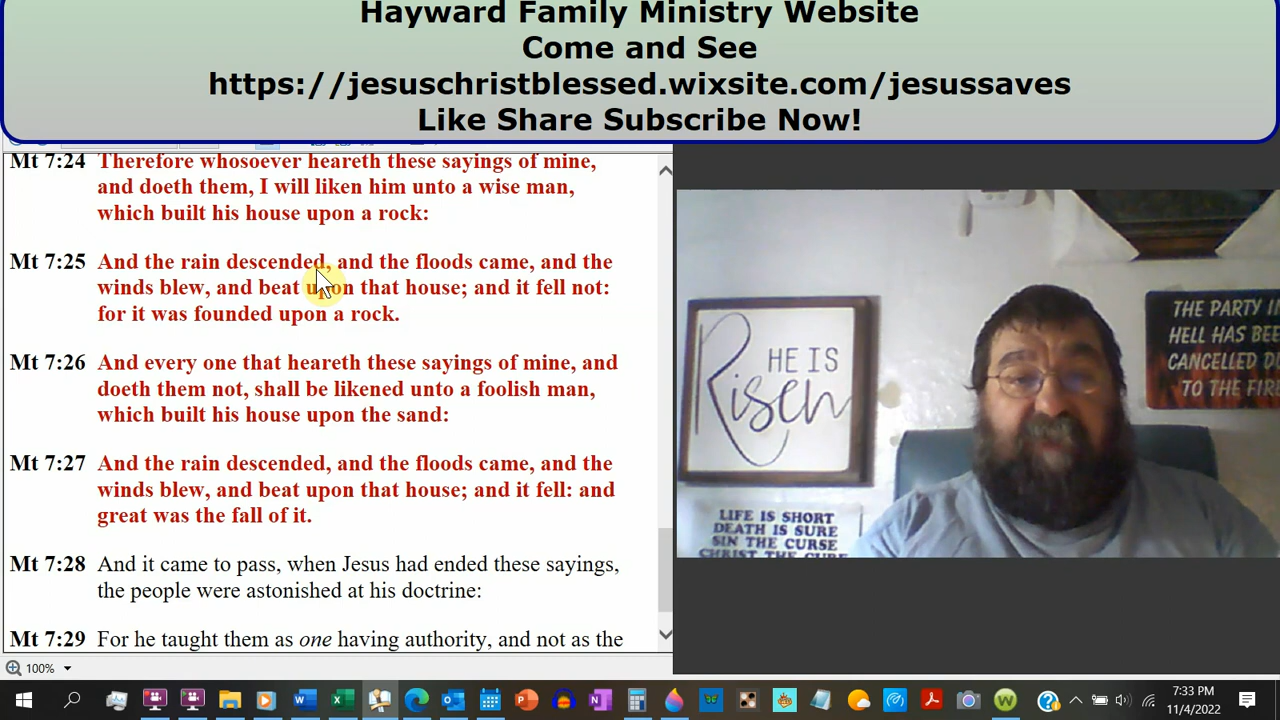 Hayward Family Ministry Website
Come and See
https://jesuschristblessed.wixsite.com/jesussaves
Like Share Subscribe Now!
Mt 7:24 Therefore whosoever heareth these sayings of mine,
and doeth them, I will liken him unto a wise man,
which built his house upon a rock:
Mt 7:25 And the rain descended, and the floods came, and the
winds blew, and beat upon that house; and it fell not:
for it was founded upon a rock.
Mt 7:26 And every one that heareth these sayings of mine, and
doeth them not, shall be likened unto a foolish man,
which built his house upon the sand:
Mt 7:27 And the rain descended, and the floods came, and the
winds blew, and beat upon that house; and it fell: and
great was the fall of it.
Mt 7:28 And it came to pass, when Jesus had ended these sayings,
the people were astonished at his doctrine:
Mt 7:29 For he taught them as one having authority, and not as the
100%
HE IS
Risen
LIFE IS SHORT
DEATH IS SURE
SIN THE CURSE
CHRIST THE CURE
THE PARTY IN
HELL HAS BEE
CANCELLED DU
TO THE FIRE
7:33 PM
11/4/2022